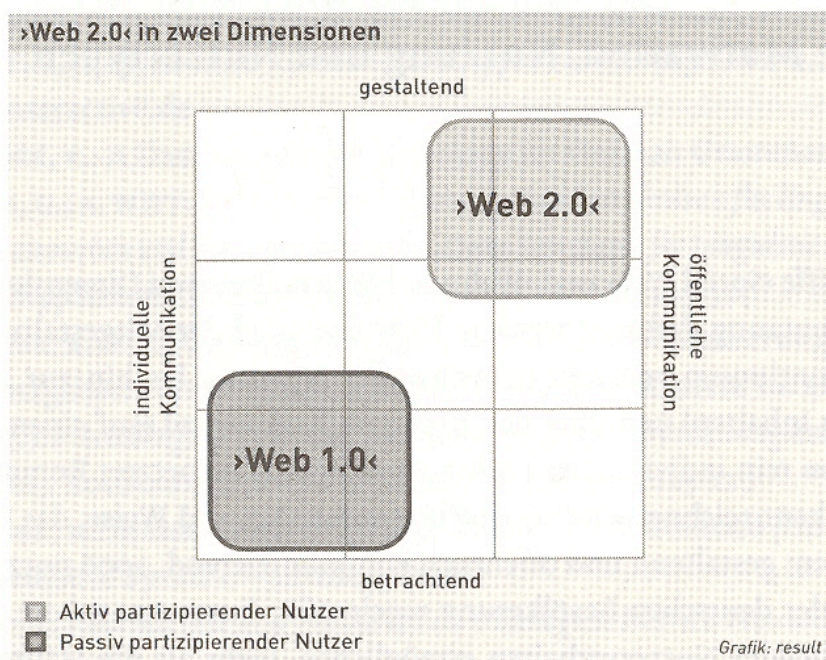 ›Web 2.0‹ in zwei Dimensionen
gestaltend
›Web 2.0‹
individuelle
Kommunikation
öffentliche
Kommunikation
›Web 1.0‹
betrachtend
Aktiv partizipierender Nutzer
Passiv partizipierender Nutzer
Grafik: result